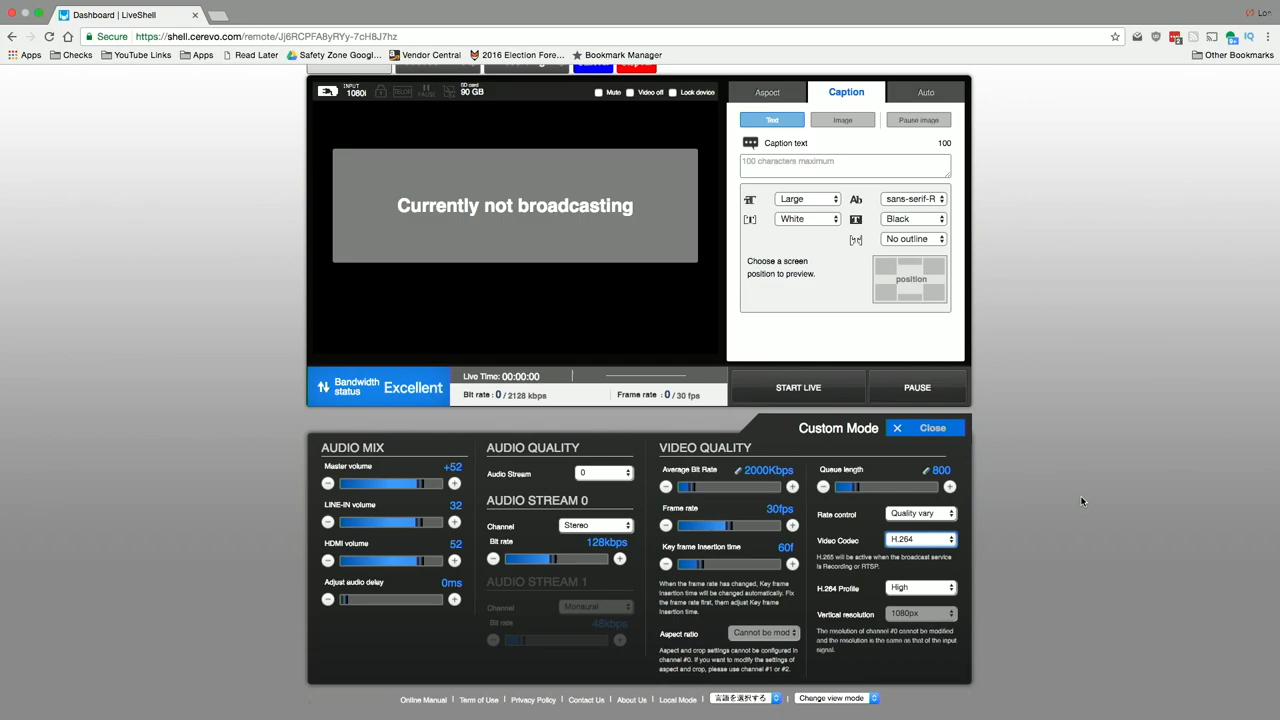 Dashboard | LiveShell
Lon
Secure https://shell.cerevo.com/remote/Jj6RCPFA8yRYy-7cH8J7hz
Apps Checks YouTube Links Apps Read Later Safety Zone Googl... Vendor Central 2016 Election Fore... Bookmark Manager Other Bookmarks
INPUT 1080i
PAUSE
SD card 90 GB
Mute Video off Lock device
Currently not broadcasting
Aspect Caption Auto
Text Image Pause image
Caption text 100
100 characters maximum
Large Ab sans-serif-R
White Black
No outline
Choose a screen
position to preview.
position
Bandwidth status Excellent
Live Time: 00:00:00
Bit rate : 0 / 2128 kbps Frame rate : 0 / 30 fps
START LIVE PAUSE
Custom Mode × Close
AUDIO MIX
Master volume +52
LINE-IN volume 32
HDMI volume 52
Adjust audio delay 0ms
AUDIO QUALITY
Audio Stream 0
AUDIO STREAM 0
Channel Stereo
Bit rate 128kbps
AUDIO STREAM 1
Channel Monaural
Bit rate 48kbps
VIDEO QUALITY
Average Bit Rate 2000Kbps
Frame rate 30fps
Key frame Insertion time 60f
When the frame rate has changed, Key frame
Insertion time will be changed automatically. Fix
the frame rate first, them adjust Key frame
Insertion time.
Aspect ratio Cannot be mod
Aspect and crop settings cannot be configured in
channel #0. If you want to modify the settings of
aspect and crop, please use channel #1 or #2.
Queue length 800
Rate control Quality vary
Video Codec H.264
H.265 will be active when the broadcast service
is Recording or RTSP.
H.264 Profile High
Vertical resolution 1080px
The resolution of channel #0 cannot be modified
and the resolution is the same as that of the input
signal.
Online Manual | Term of Use | Privacy Policy | Contact Us | About Us | Local Mode | 言語を選択する | Change view mode